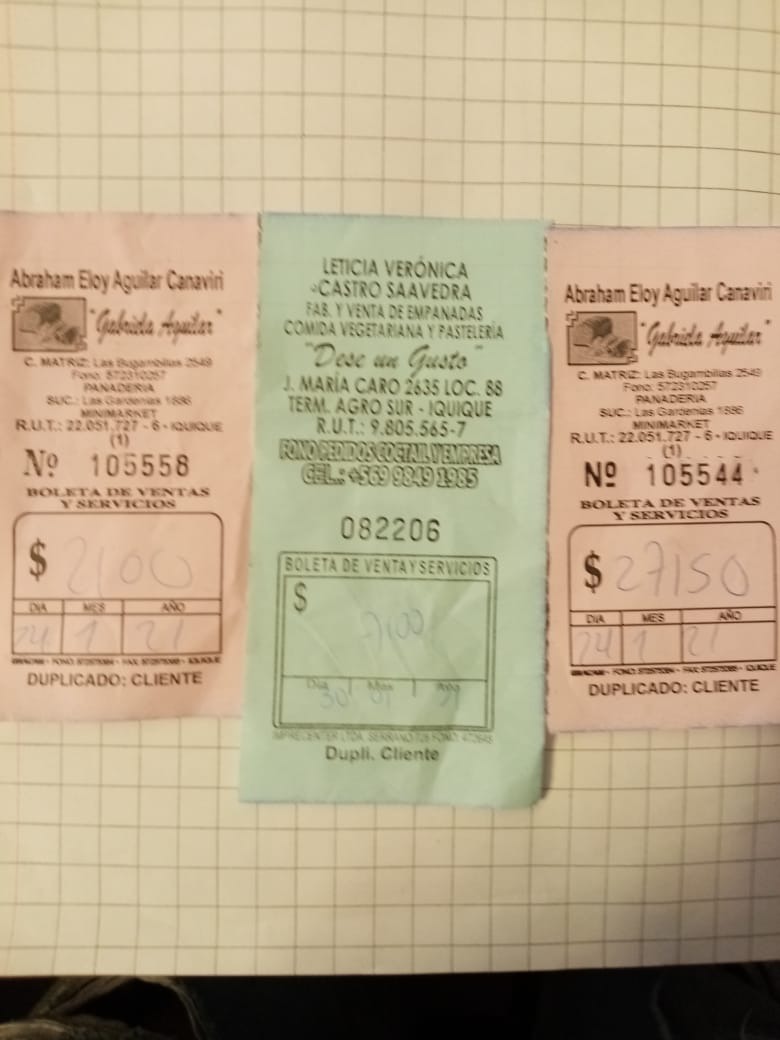 Abraham Eloy Aguilar Canaviri
"Gabriela Aguilar"
C. MATRIZ: Las Bugambilias 2549
Fono: 572310257
PANADERIA
SUC.: Las Gardenias 1886
MINIMARKET
R.U.T.: 22.051.727 - 6 - IQUIQUE
(1)
Nº 105558
BOLETA DE VENTAS
Y SERVICIOS
$ 2100
DIA MES AÑO
24 1 21
DUPLICADO: CLIENTE
LETICIA VERÓNICA
CASTRO SAAVEDRA
FAB. Y VENTA DE EMPANADAS
COMIDA VEGETARIANA Y PASTELERÍA
"Dese un Gusto"
J. MARÍA CARO 2635 LOC. 88
TERM. AGRO SUR - IQUIQUE
R.U.T.: 9.805.565-7
FONO PEDIDOS COCTAIL Y EMPRESA
CEL.: +569 9849 1985
082206
BOLETA DE VENTA Y SERVICIOS
$
Día Mes Año
30 01
IMPRECENTER LTDA. SERRANO
Dupli. Cliente
Abraham Eloy Aguilar Canaviri
"Gabriela Aguilar"
C. MATRIZ: Las Bugambilias 2549
Fono: 572310257
PANADERIA
SUC.: Las Gardenias 1886
MINIMARKET
R.U.T.: 22.051.727 - 6 - IQUIQUE
(1)
Nº 105544
BOLETA DE VENTAS
Y SERVICIOS
$ 27150
DIA MES AÑO
24 1 21
DUPLICADO: CLIENTE